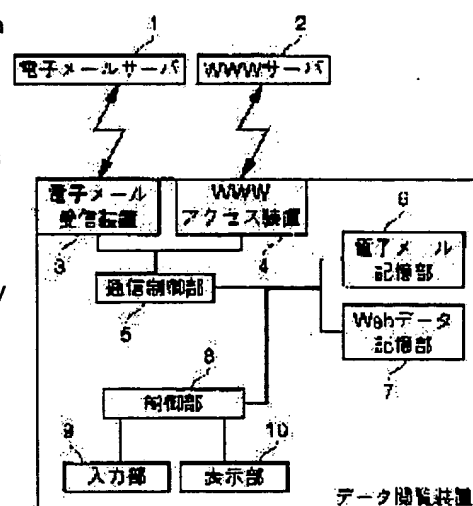 1
2
電子メールサーバ
WWWサーバ
電子メール
受信装置
WWW
アクセス装置
3
4
6
電子メール
記憶部
通信制御部
5
Webデータ
記憶部
7
8
制御部
9
10
入力部
表示部
データ閲覧装置